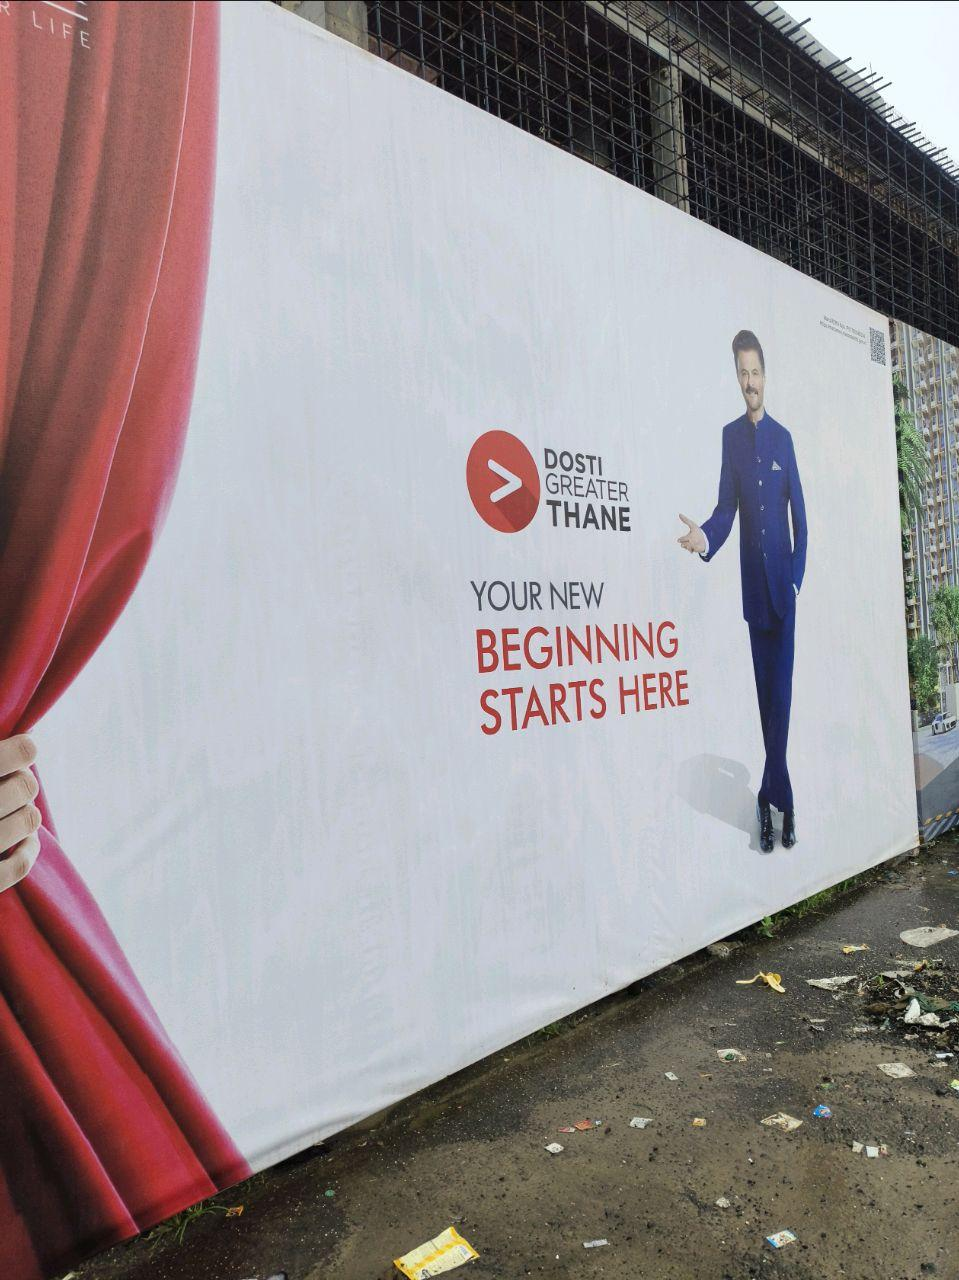 LIFE
DOSTI
GREATER
THANE
YOUR NEW
BEGINNING
STARTS HERE